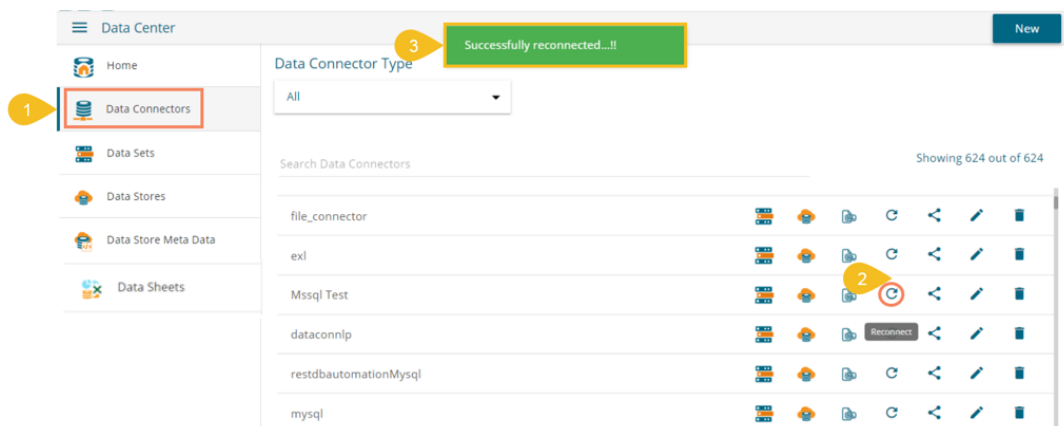 Data Center
3
Successfully reconnected...!!
New
Home
1
Data Connectors
Data Sets
Data Stores
Data Store Meta Data
Data Sheets
Data Connector Type
All
Search Data Connectors
Showing 624 out of 624
file_connector
exl
2
Mssql Test
Reconnect
dataconnlp
restdbautomationMysql
mysql